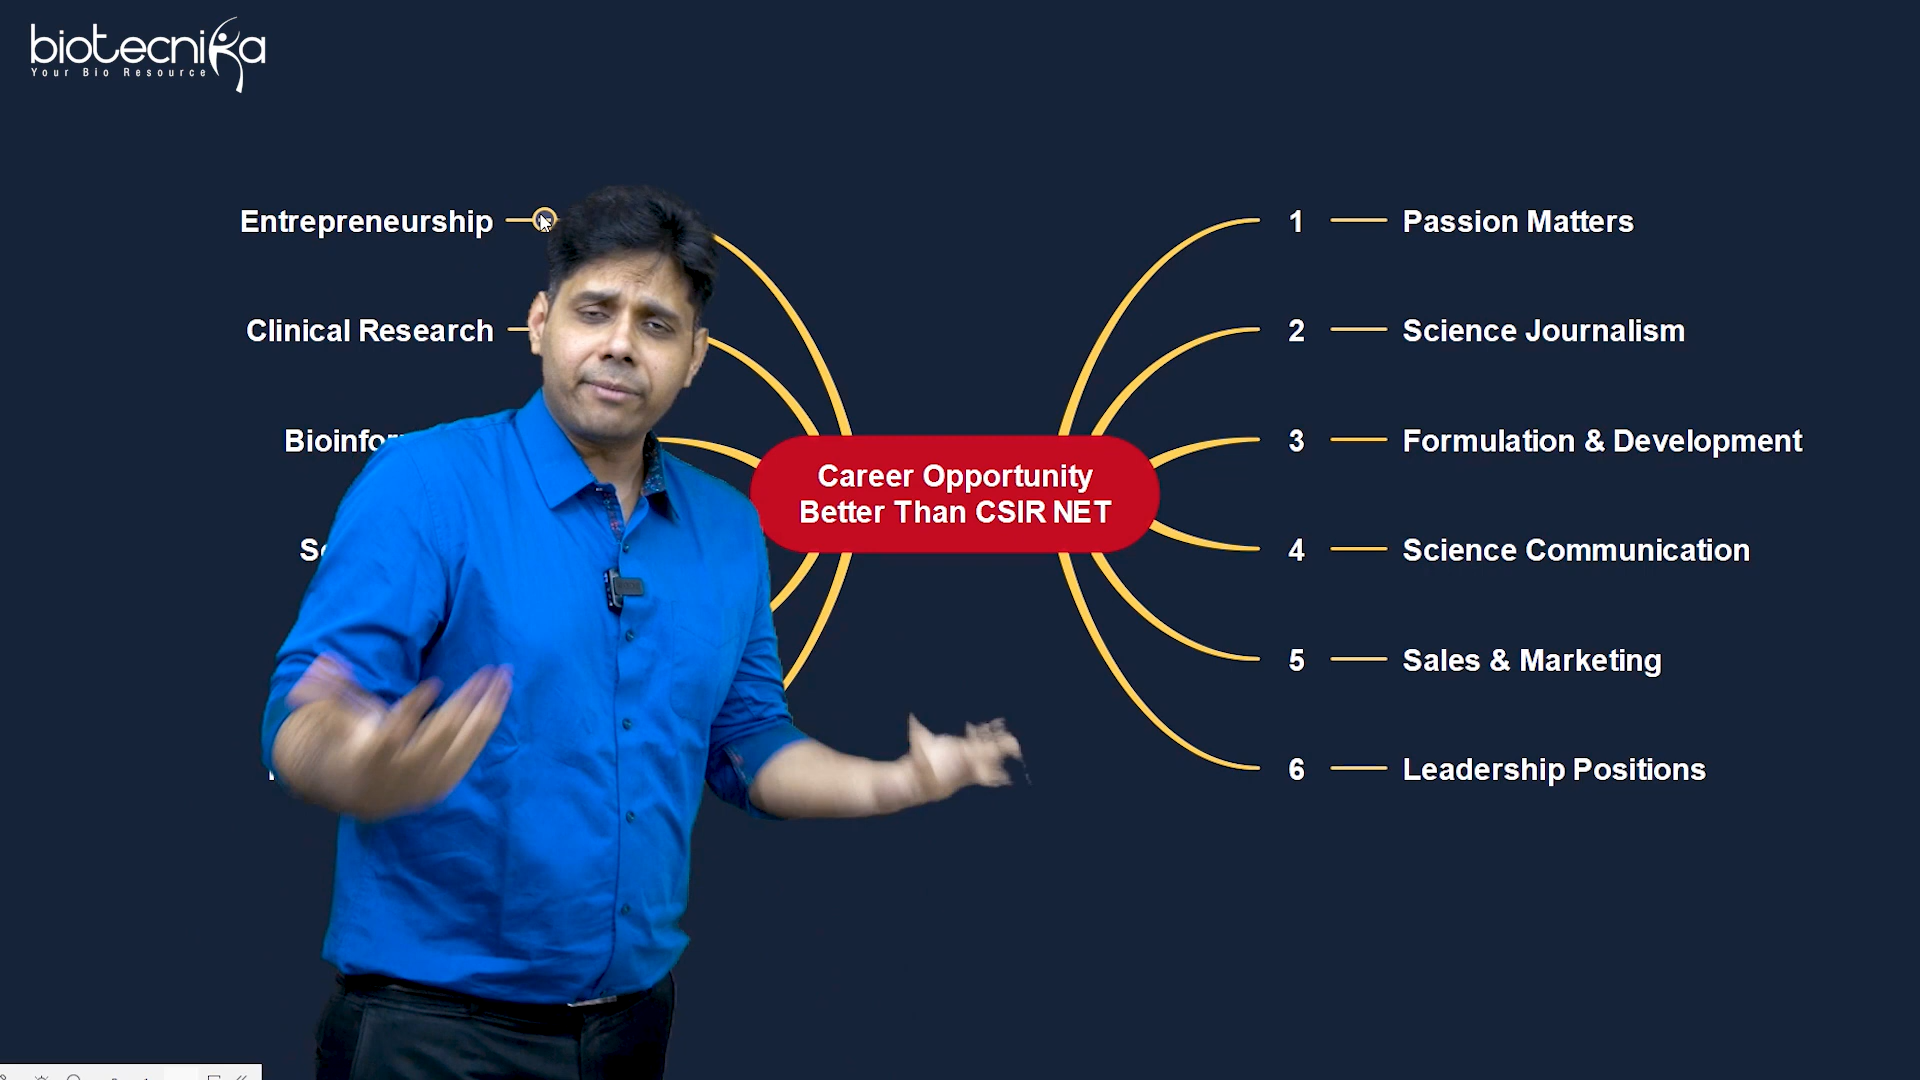 biotecnika
Your Bio Resource
Entrepreneurship
Clinical Research
Career Opportunity
Better Than CSIR NET
1 Passion Matters
2 Science Journalism
3 Formulation & Development
4 Science Communication
5 Sales & Marketing
6 Leadership Positions